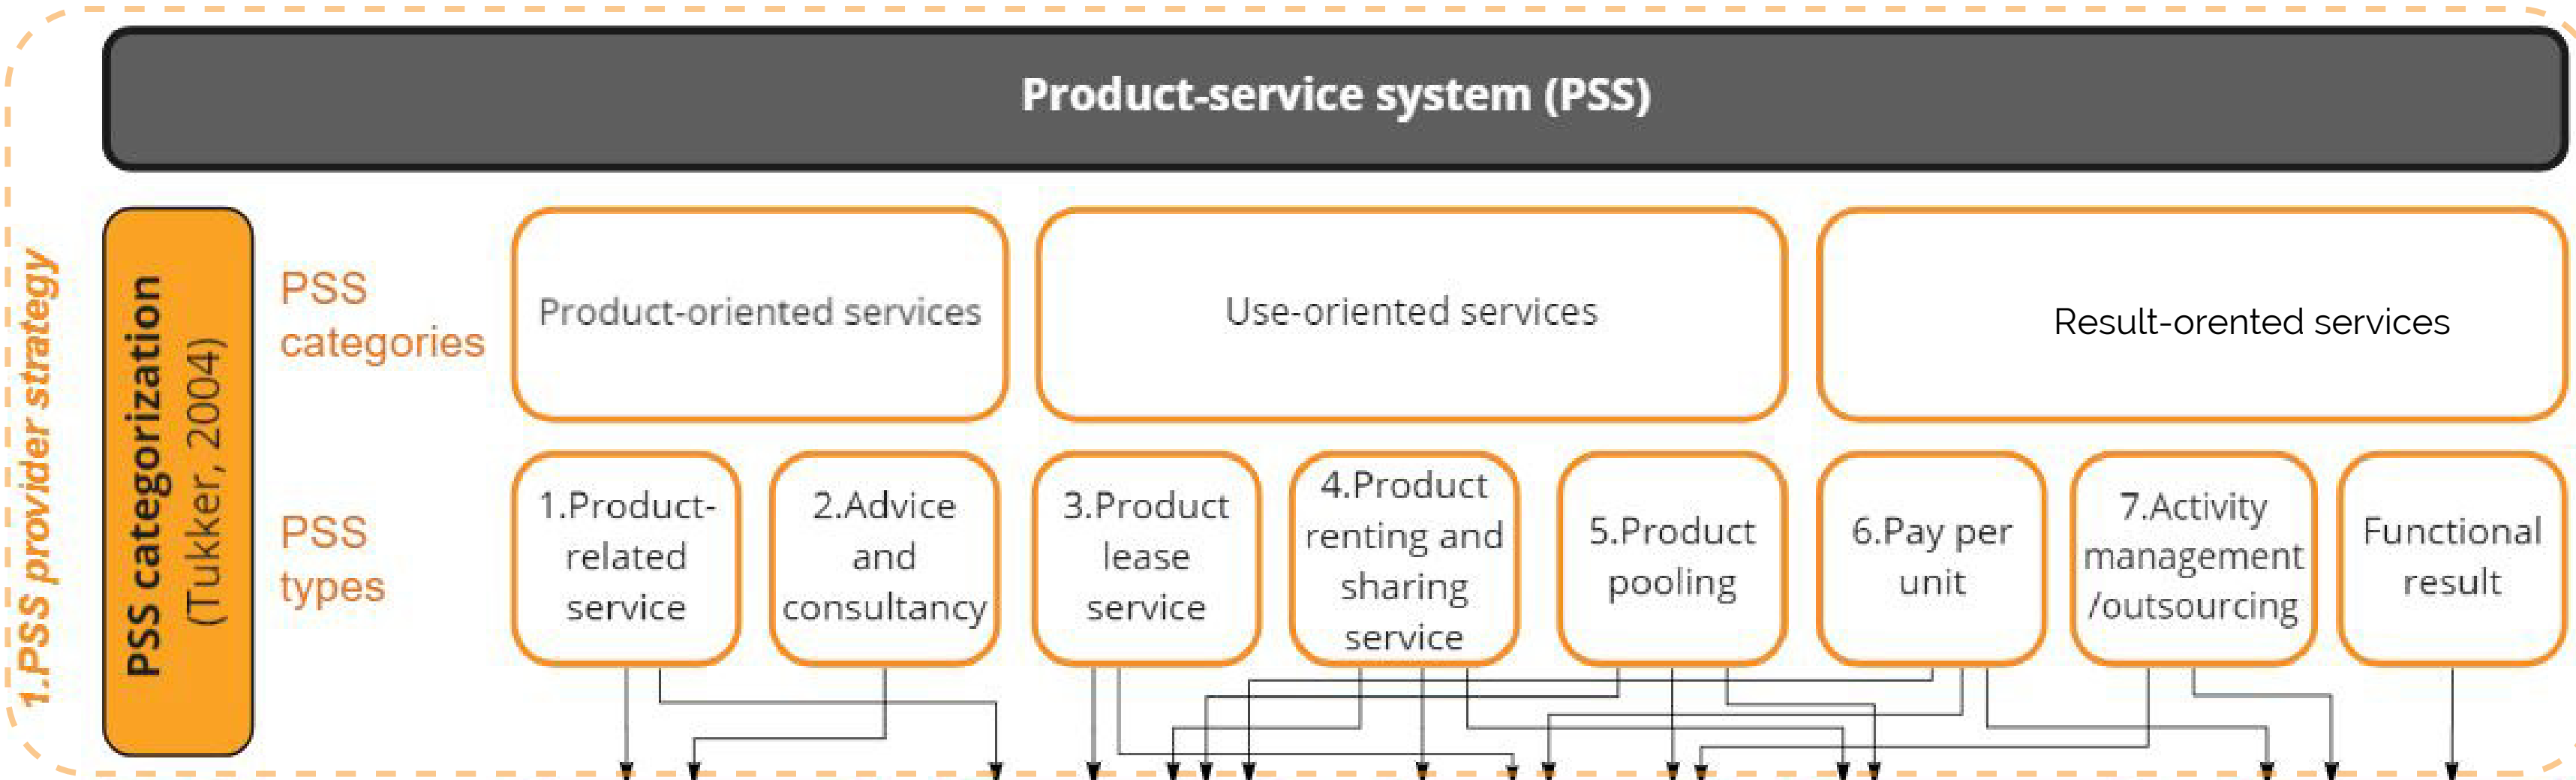 Product-service system (PSS)
1.PSS provider strategy
PSS categorization
(Tukker, 2004)
PSS
categories
Product-oriented services
Use-oriented services
Result-orented services
PSS
types
1.Product-
related
service
2.Advice
and
consultancy
3.Product
lease
service
4.Product
renting and
sharing
service
5.Product
pooling
6.Pay per
unit
7.Activity
management
/outsourcing
Functional
result